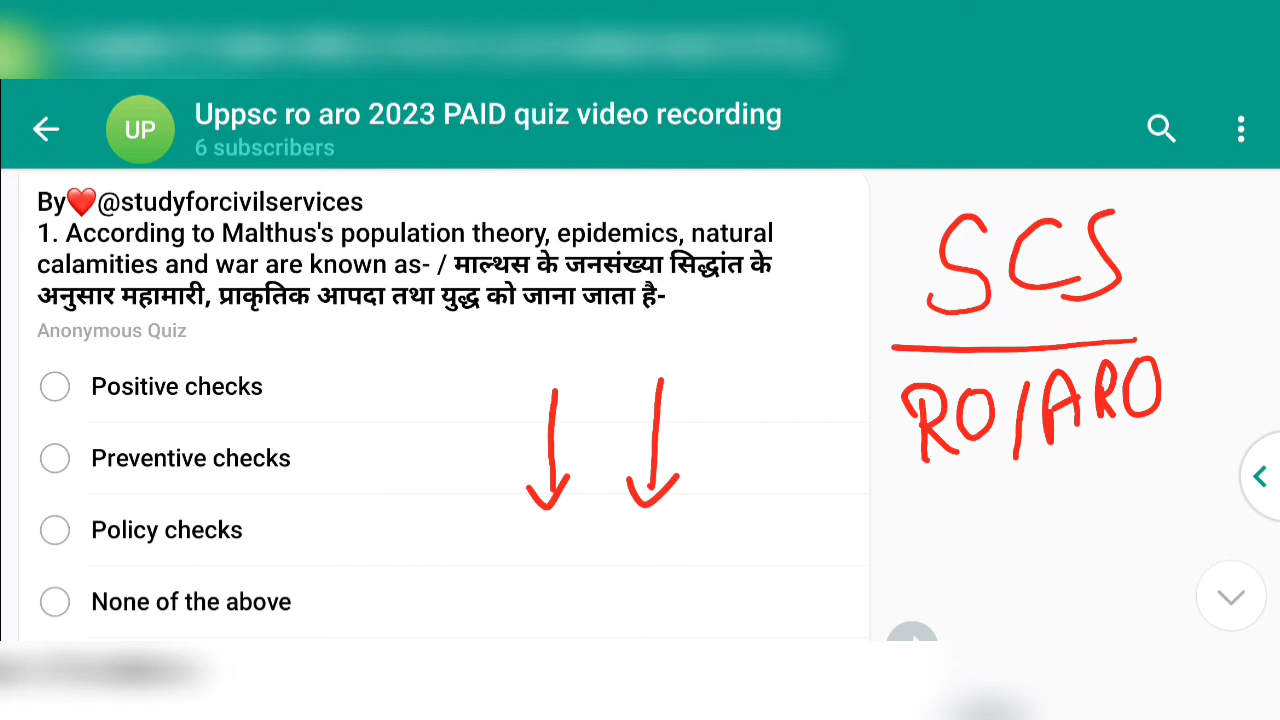 Uppsc ro aro 2023 PAID quiz video recording
UP
6 subscribers
By❤️@studyforcivilservices
1. According to Malthus's population theory, epidemics, natural
calamities and war are known as- / माल्थस के जनसंख्या सिद्धांत के
अनुसार महामारी, प्राकृतिक आपदा तथा युद्ध को जाना जाता है-
Anonymous Quiz
Positive checks
Preventive checks
Policy checks
None of the above
SCS
RO/ARO